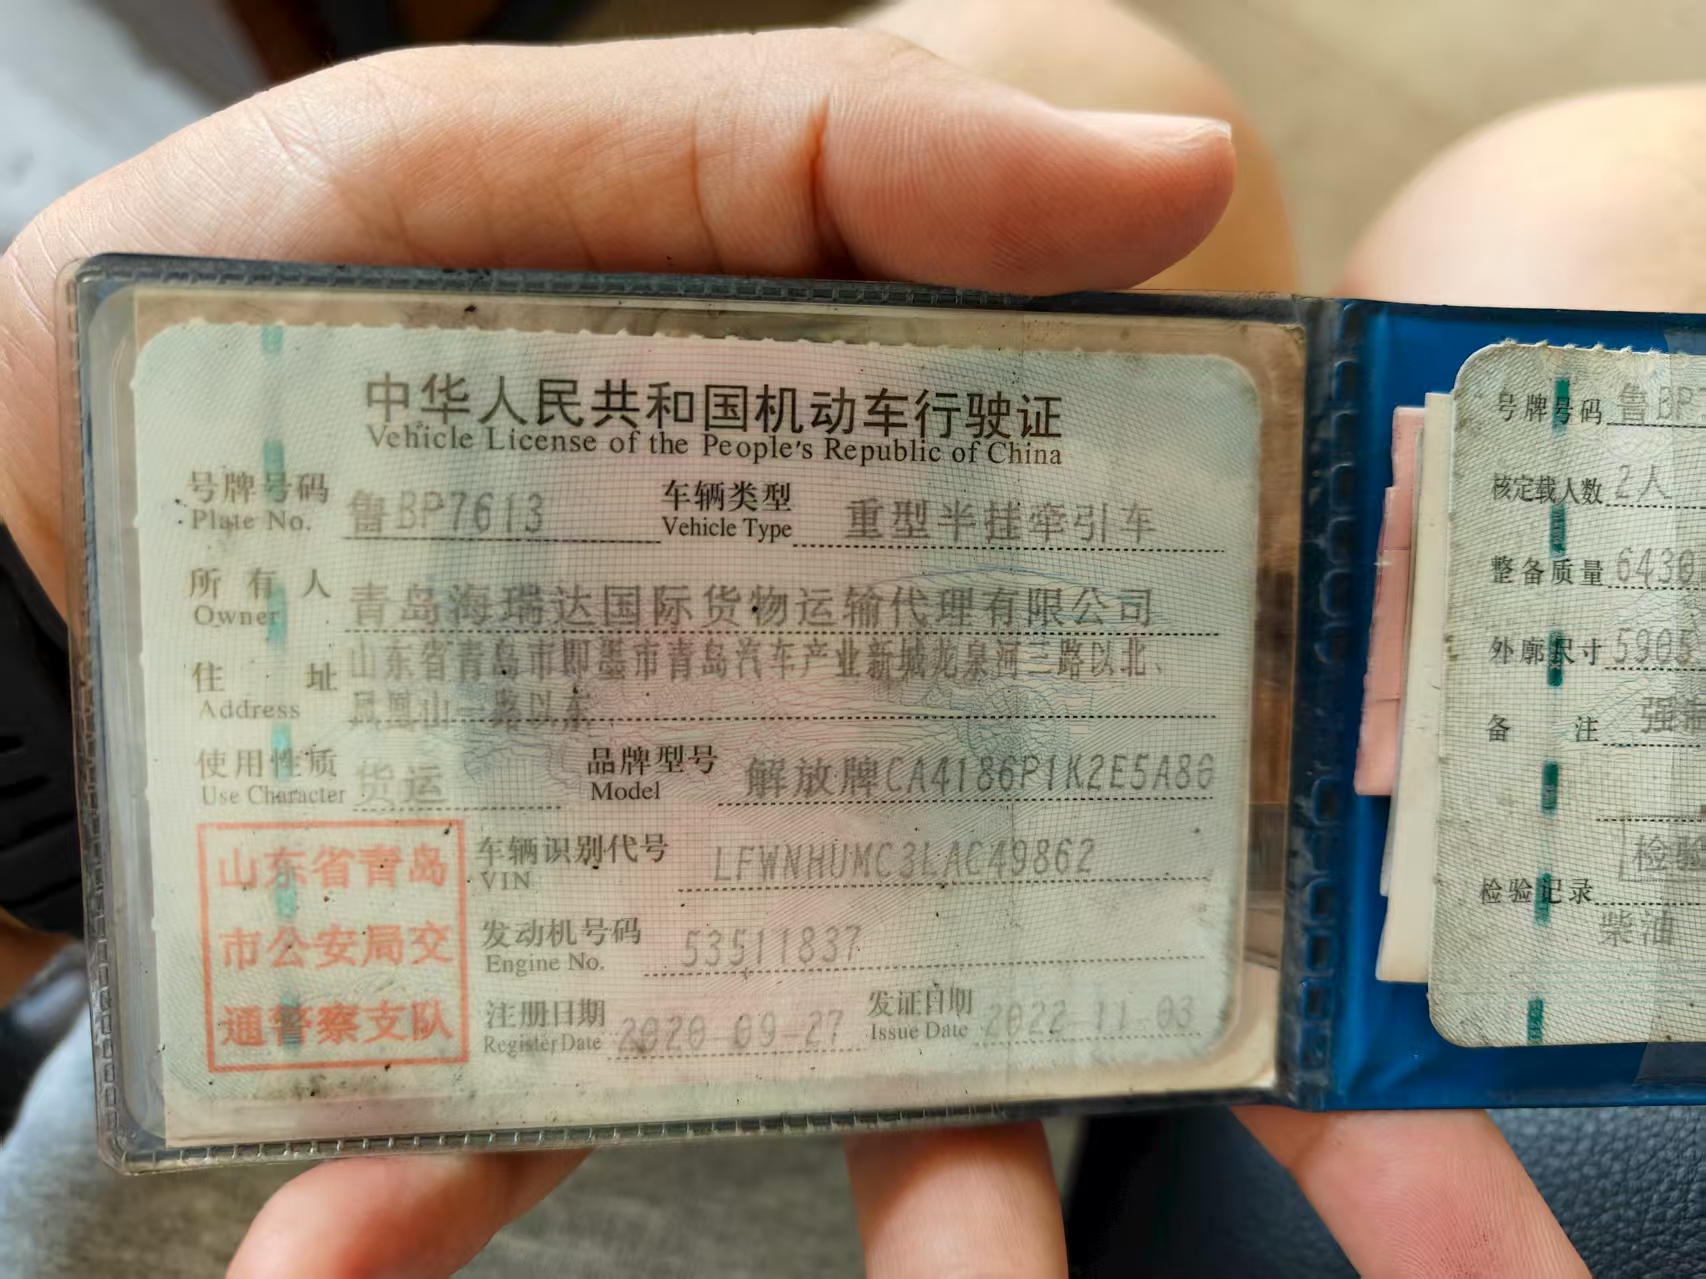 中华人民共和国机动车行驶证
Vehicle License of the People's Republic of China
号牌号码 鲁BP7613 车辆类型 重型半挂牵引车
Plate No. Vehicle Type
所有人 青岛海瑞达国际货物运输代理有限公司
Owner
住址 山东省青岛市即墨市青岛汽车产业新城龙泉河三路以北、
Address 凤凰山一路以东
使用性质 货运 品牌型号 解放牌CA4186P1K2E5A80
Use Character Model
车辆识别代号 LFWNHUMC3LAC49862
VIN
发动机号码 53511837
Engine No.
注册日期 2020-09-27 发证日期 2022-11-03
Register Date Issue Date
山东省青岛
市公安局交
通警察支队
号牌号码 鲁BP
核定载人数 2人
整备质量 6430
外廓尺寸 5905
备注 强制
检验
检验记录
柴油